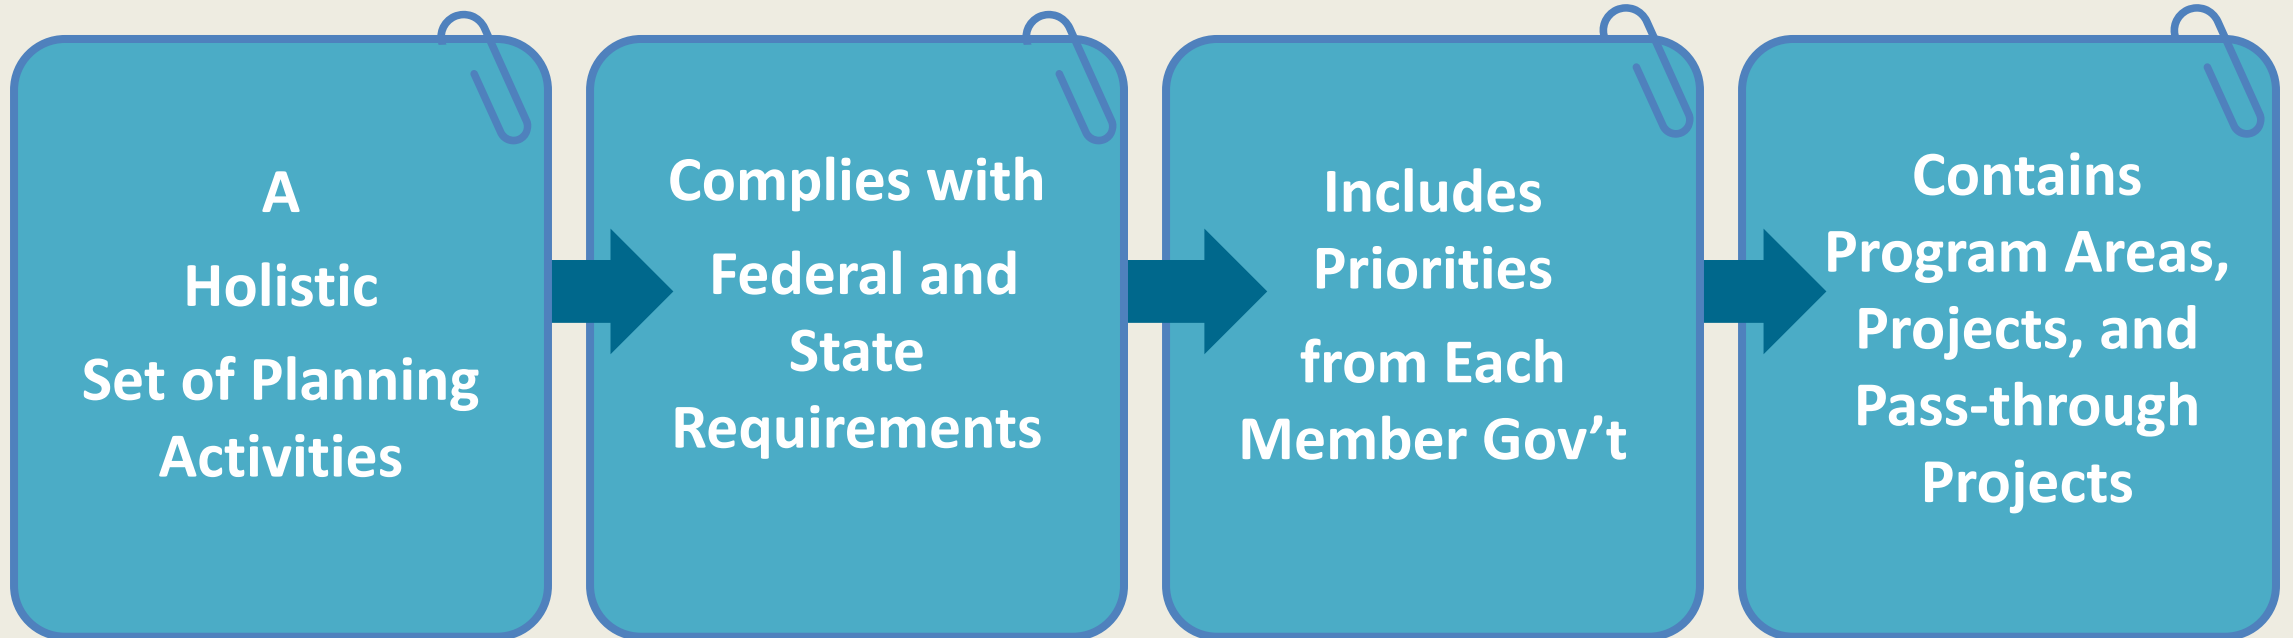 A
Holistic
Set of Planning
Activities
Complies with
Federal and
State
Requirements
Includes
Priorities
from Each
Member Gov’t
Contains
Program Areas,
Projects, and
Pass-through
Projects